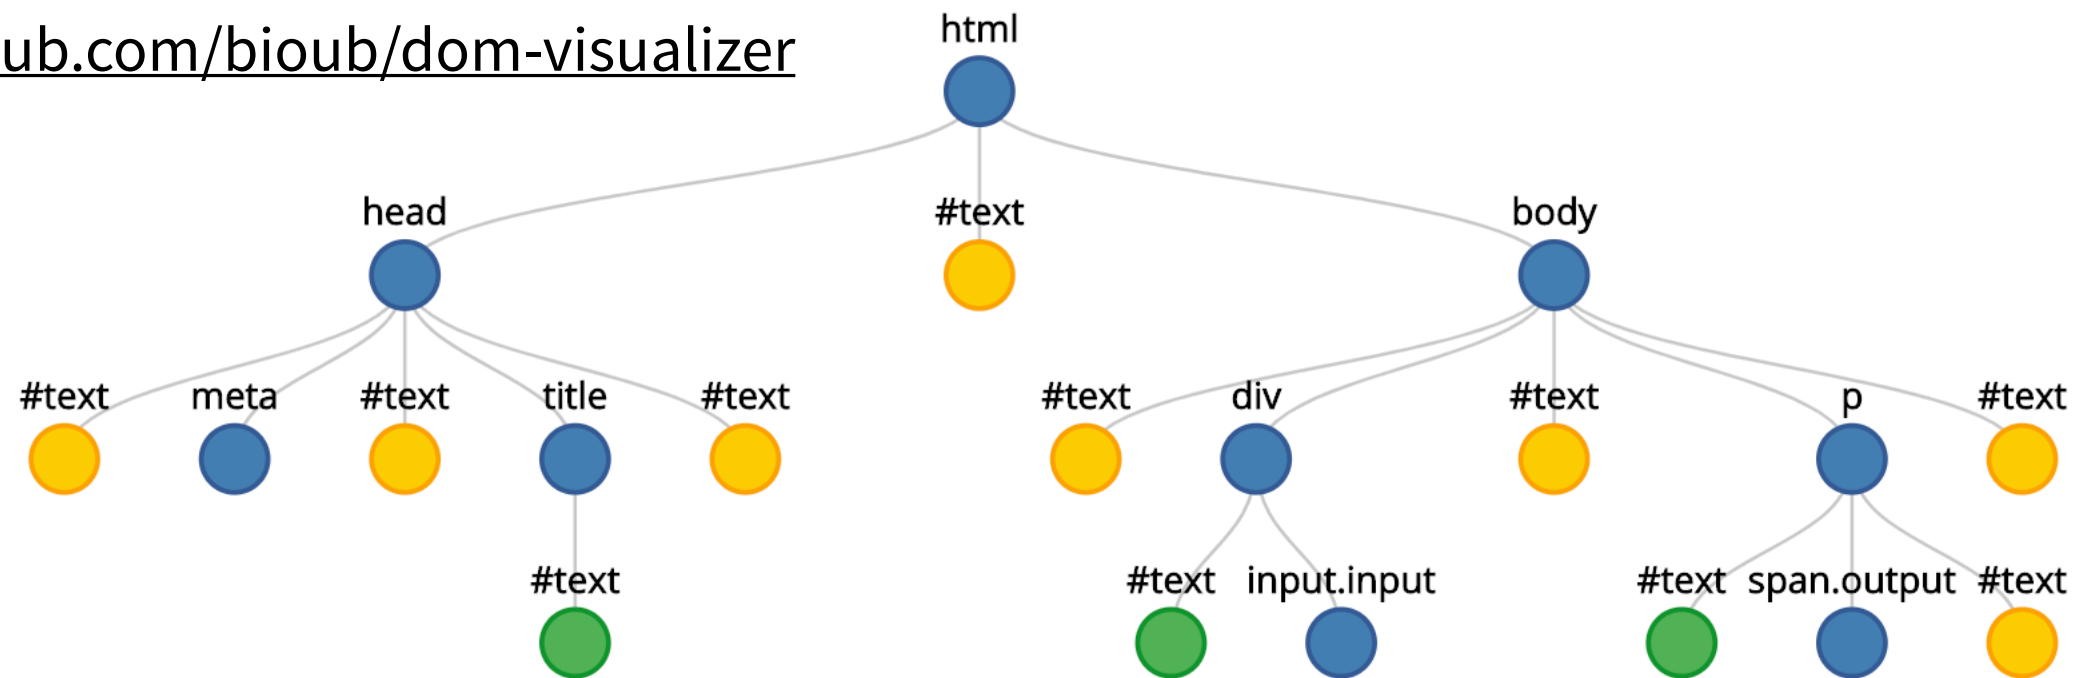 ub.com/bioub/dom-visualizer
html
head #text body
#text meta #text title #text #text div #text p #text
#text #text input.input #text span.output #text